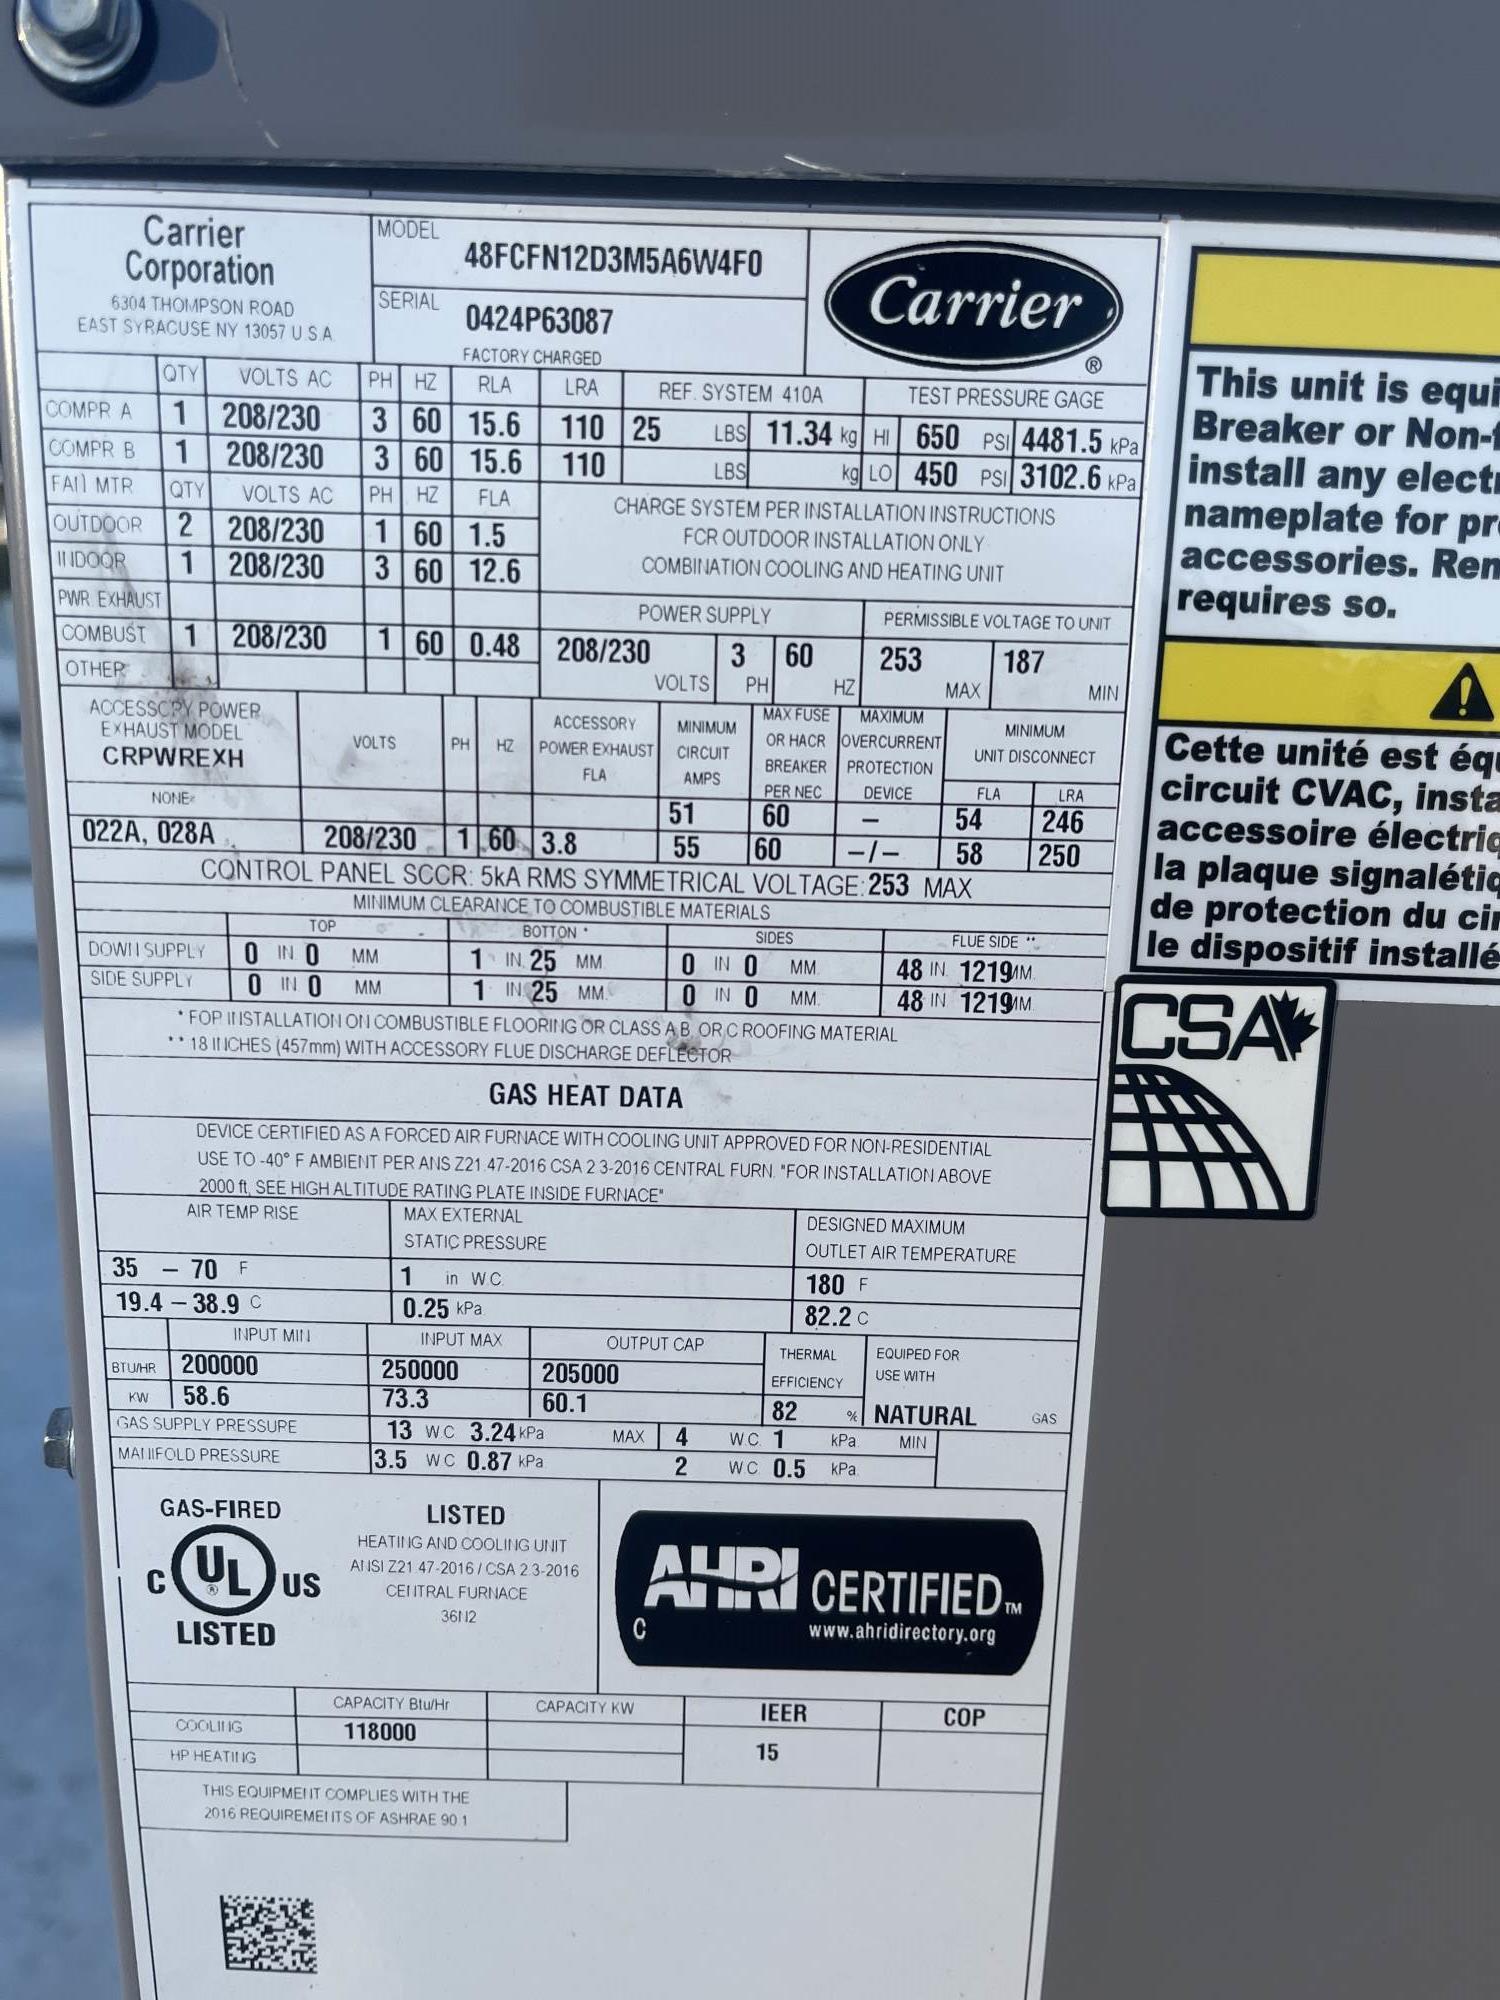 Carrier
Corporation
6304 THOMPSON ROAD
EAST SYRACUSE NY 13057 U.S.A.
MODEL
48FCFN12D3M5A6W4F0
SERIAL
0424P63087
FACTORY CHARGED
Carrier
®
QTY VOLTS AC PH HZ RLA LRA REF. SYSTEM 410A TEST PRESSURE GAGE
COMPR A 1 208/230 3 60 15.6 110 25 LBS 11.34 kg HI 650 PSI 4481.5 kPa
COMPR B 1 208/230 3 60 15.6 110 LBS kg LO 450 PSI 3102.6 kPa
FAN MTR QTY VOLTS AC PH HZ FLA
OUTDOOR 2 208/230 1 60 1.5
INDOOR 1 208/230 3 60 12.6
PWR. EXHAUST
COMBUST 1 208/230 1 60 0.48
OTHER
CHARGE SYSTEM PER INSTALLATION INSTRUCTIONS
FOR OUTDOOR INSTALLATION ONLY
COMBINATION COOLING AND HEATING UNIT
POWER SUPPLY PERMISSIBLE VOLTAGE TO UNIT
208/230 VOLTS 3 PH 60 HZ 253 MAX 187 MIN
ACCESSORY POWER
EXHAUST MODEL
CRPWREXH
VOLTS PH HZ
ACCESSORY
POWER EXHAUST
FLA
MINIMUM
CIRCUIT
AMPS
MAX FUSE
OR HACR
BREAKER
PER NEC
MAXIMUM
OVERCURRENT
PROTECTION
DEVICE
MINIMUM
UNIT DISCONNECT
FLA LRA
NONE 51 60 – 54 246
022A, 028A 208/230 1 60 3.8 55 60 –/– 58 250
CONTROL PANEL SCCR: 5kA RMS SYMMETRICAL VOLTAGE: 253 MAX
MINIMUM CLEARANCE TO COMBUSTIBLE MATERIALS
TOP BOTTON * SIDES FLUE SIDE **
DOWN SUPPLY 0 IN 0 MM 1 IN. 25 MM. 0 IN 0 MM. 48 IN. 1219MM.
SIDE SUPPLY 0 IN 0 MM 1 IN 25 MM. 0 IN 0 MM. 48 IN 1219MM.
* FOR INSTALLATION ON COMBUSTIBLE FLOORING OR CLASS A,B, OR C ROOFING MATERIAL
** 18 INCHES (457mm) WITH ACCESSORY FLUE DISCHARGE DEFLECTOR
GAS HEAT DATA
DEVICE CERTIFIED AS A FORCED AIR FURNACE WITH COOLING UNIT APPROVED FOR NON-RESIDENTIAL
USE TO -40° F AMBIENT PER ANS Z21.47-2016 CSA 2.3-2016 CENTRAL FURN. "FOR INSTALLATION ABOVE
2000 ft, SEE HIGH ALTITUDE RATING PLATE INSIDE FURNACE"
AIR TEMP RISE
35 – 70 F
19.4 – 38.9 C
MAX EXTERNAL
STATIC PRESSURE
1 in W.C.
0.25 kPa
DESIGNED MAXIMUM
OUTLET AIR TEMPERATURE
180 F
82.2 C
INPUT MIN INPUT MAX OUTPUT CAP
BTU/HR 200000 250000 205000
KW 58.6 73.3 60.1
THERMAL
EFFICIENCY
82 %
EQUIPED FOR
USE WITH
NATURAL GAS
GAS SUPPLY PRESSURE 13 W.C 3.24 kPa MAX 4 W.C. 1 kPa MIN
MANIFOLD PRESSURE 3.5 W.C 0.87 kPa 2 W.C 0.5 kPa.
GAS-FIRED
C UL ® US
LISTED
LISTED
HEATING AND COOLING UNIT
ANSI Z21.47-2016 / CSA 2.3-2016
CENTRAL FURNACE
36N2
AHRI CERTIFIED™
C www.ahridirectory.org
CAPACITY Btu/Hr CAPACITY KW IEER COP
COOLING 118000 15
HP HEATING
THIS EQUIPMENT COMPLIES WITH THE
2016 REQUIREMENTS OF ASHRAE 90.1
This unit is equi
Breaker or Non-f
install any electr
nameplate for pr
accessories. Rem
requires so.
Cette unité est équ
circuit CVAC, insta
accessoire électriq
la plaque signalétiq
de protection du cir
le dispositif installé
CSA